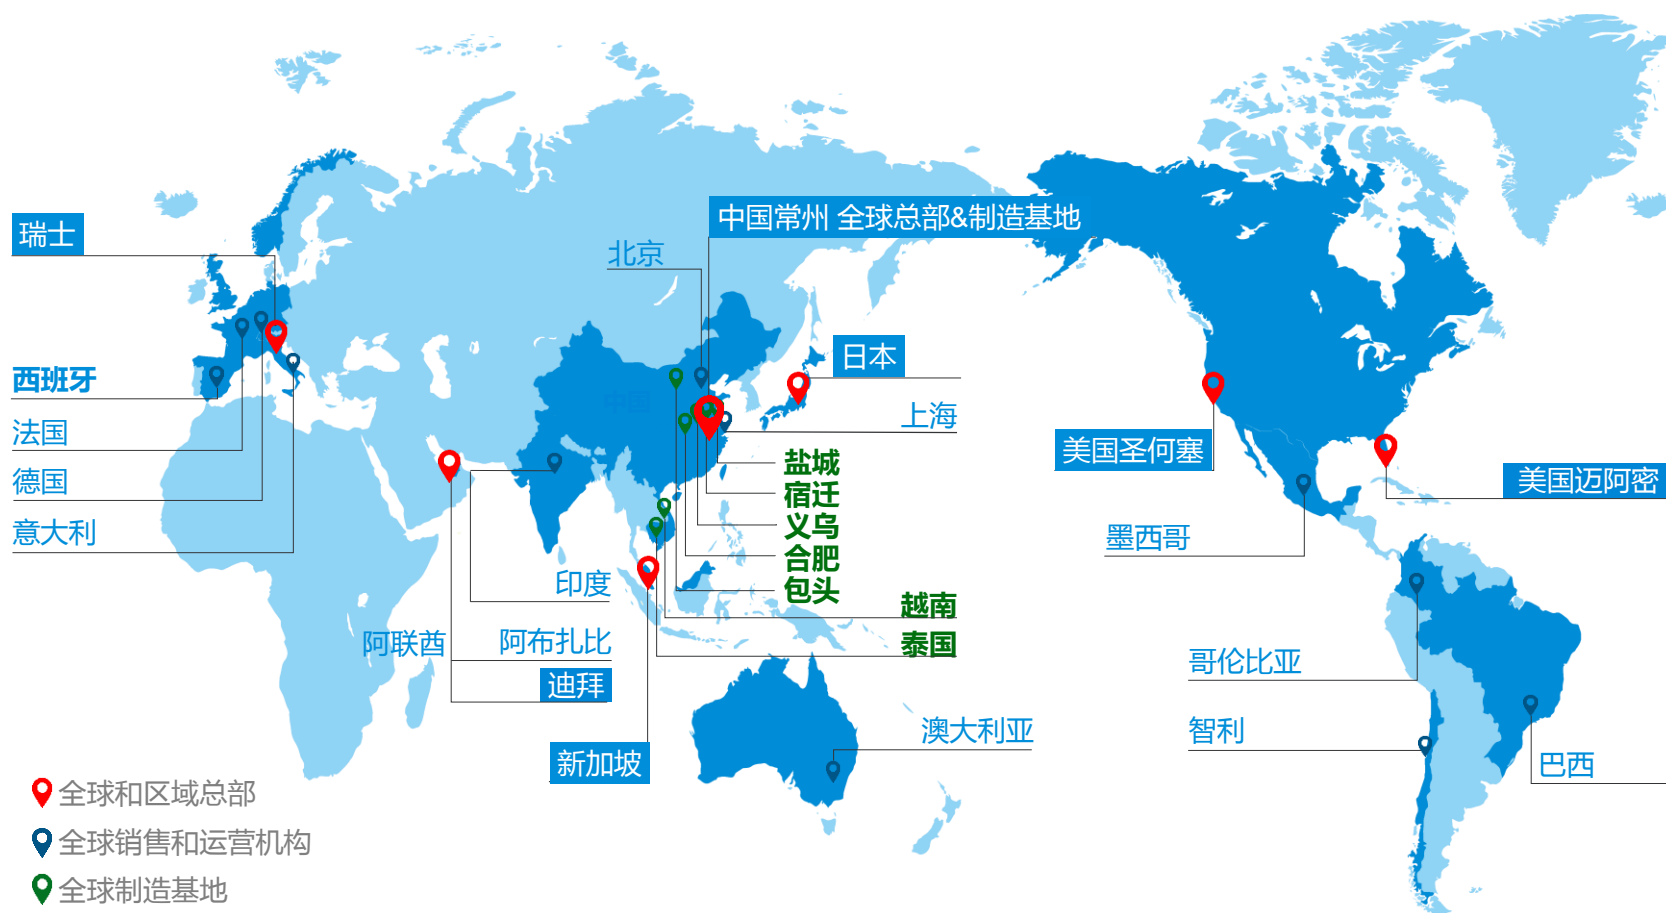 中国常州 全球总部&制造基地
瑞士
北京
日本
西班牙
中国
上海
法国
美国圣何塞
盐城
德国
美国迈阿密
宿迁
意大利
义乌
墨西哥
合肥
印度
包头
越南
阿联酋
阿布扎比
泰国
哥伦比亚
迪拜
澳大利亚
智利
新加坡
巴西
全球和区域总部
全球销售和运营机构
全球制造基地